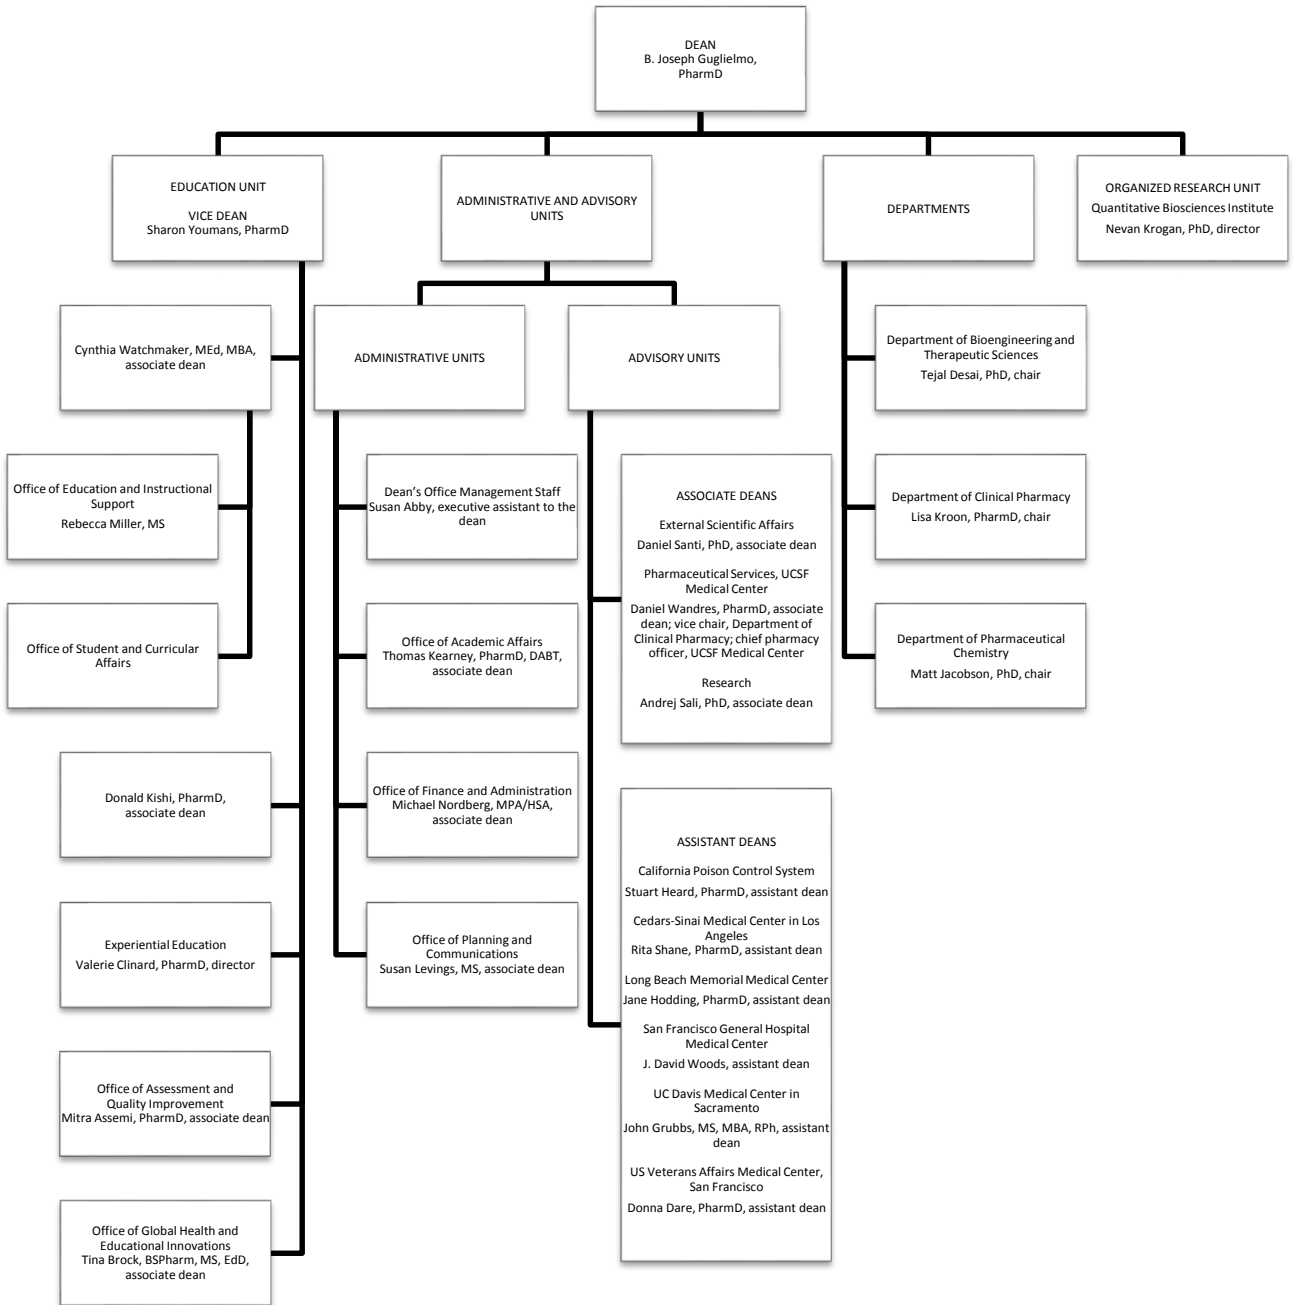 DEAN
B. Joseph Guglielmo,
PharmD
EDUCATION UNIT
VICE DEAN
Sharon Youmans, PharmD
ADMINISTRATIVE AND ADVISORY
UNITS
DEPARTMENTS
ORGANIZED RESEARCH UNIT
Quantitative Biosciences Institute
Nevan Krogan, PhD, director
Cynthia Watchmaker, MEd, MBA,
associate dean
Office of Education and Instructional
Support
Rebecca Miller, MS
Office of Student and Curricular
Affairs
Donald Kishi, PharmD,
associate dean
Experiential Education
Valerie Clinard, PharmD, director
Office of Assessment and
Quality Improvement
Mitra Assemi, PharmD, associate dean
Office of Global Health and
Educational Innovations
Tina Brock, BSPharm, MS, EdD,
associate dean
ADMINISTRATIVE UNITS
Dean’s Office Management Staff
Susan Abby, executive assistant to the
dean
Office of Academic Affairs
Thomas Kearney, PharmD, DABT,
associate dean
Office of Finance and Administration
Michael Nordberg, MPA/HSA,
associate dean
Office of Planning and
Communications
Susan Levings, MS, associate dean
ADVISORY UNITS
ASSOCIATE DEANS
External Scientific Affairs
Daniel Santi, PhD, associate dean
Pharmaceutical Services, UCSF
Medical Center
Daniel Wandres, PharmD, associate
dean; vice chair, Department of
Clinical Pharmacy; chief pharmacy
officer, UCSF Medical Center
Research
Andrej Sali, PhD, associate dean
ASSISTANT DEANS
California Poison Control System
Stuart Heard, PharmD, assistant dean
Cedars-Sinai Medical Center in Los
Angeles
Rita Shane, PharmD, assistant dean
Long Beach Memorial Medical Center
Jane Hodding, PharmD, assistant dean
San Francisco General Hospital
Medical Center
J. David Woods, assistant dean
UC Davis Medical Center in
Sacramento
John Grubbs, MS, MBA, RPh, assistant
dean
US Veterans Affairs Medical Center,
San Francisco
Donna Dare, PharmD, assistant dean
Department of Bioengineering and
Therapeutic Sciences
Tejal Desai, PhD, chair
Department of Clinical Pharmacy
Lisa Kroon, PharmD, chair
Department of Pharmaceutical
Chemistry
Matt Jacobson, PhD, chair